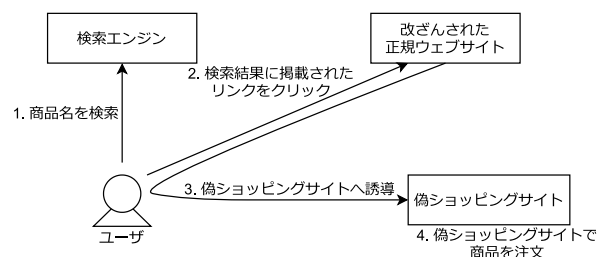 検索エンジン
改ざんされた
正規ウェブサイト
1. 商品名を検索
2. 検索結果に掲載された
リンクをクリック
3. 偽ショッピングサイトへ誘導
偽ショッピングサイト
ユーザ
4. 偽ショッピングサイトで
商品を注文